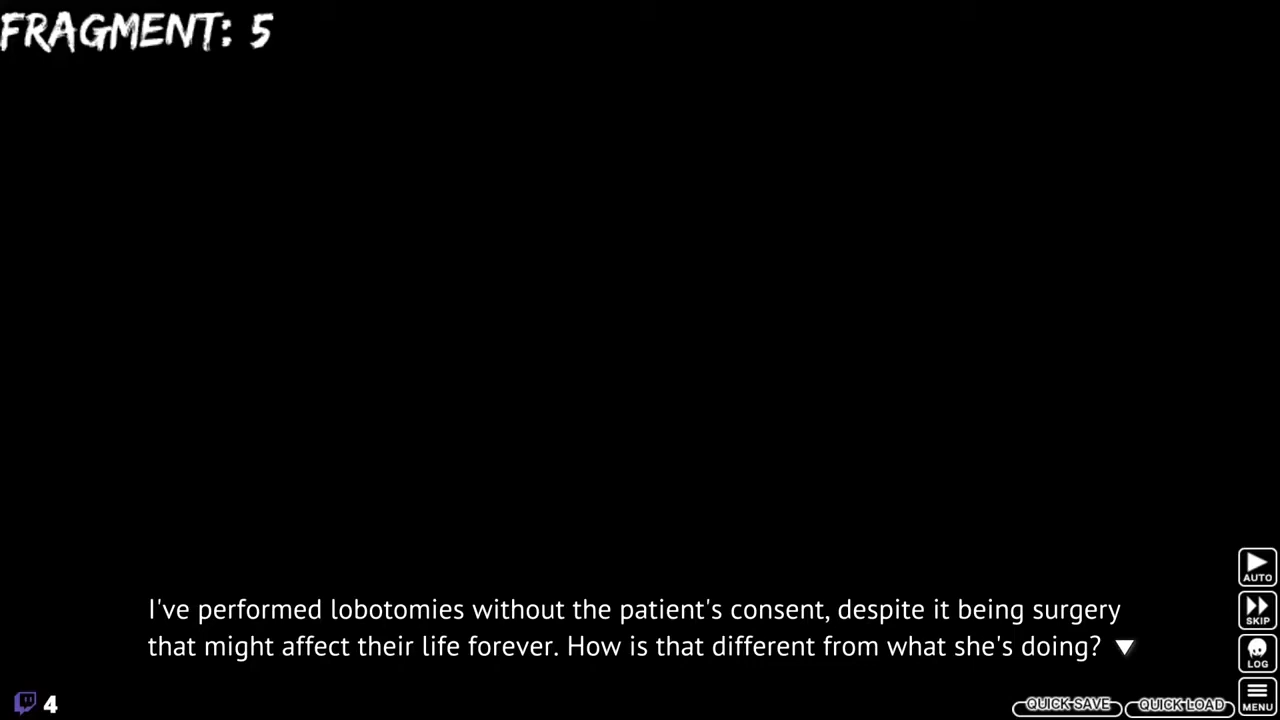 FRAGMENT: 5
I've performed lobotomies without the patient's consent, despite it being surgery
that might affect their life forever. How is that different from what she's doing?
AUTO
SKIP
LOG
MENU
4
QUICK SAVE
QUICK LOAD